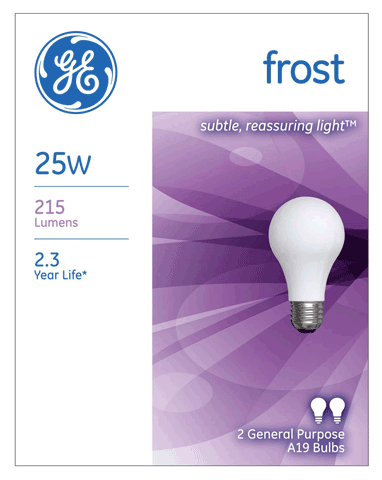 GE
frost
subtle, reassuring light™
25W
215
Lumens
2.3
Year Life*
2 General Purpose
A19 Bulbs